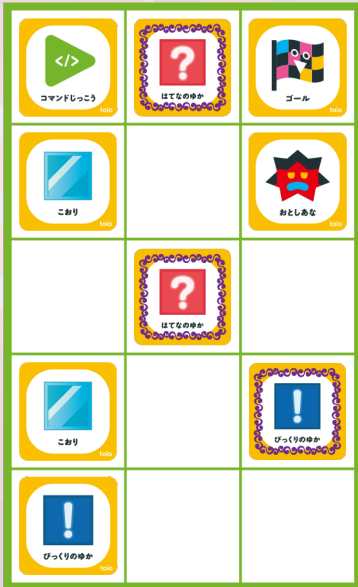 </>
コマンドじっこう
toio
?
はてなのゆか
ゴール
toio
こおり
toio
おとしあな
toio
?
はてなのゆか
こおり
toio
!
びっくりのゆか
!
びっくりのゆか
toio